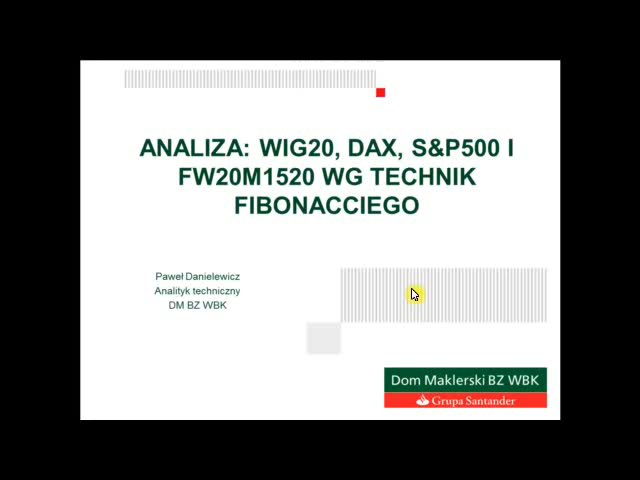 ANALIZA: WIG20, DAX, S&P500 I
FW20M1520 WG TECHNIK
FIBONACCIEGO
Paweł Danielewicz
Analityk techniczny
DM BZ WBK
Dom Maklerski BZ WBK
Grupa Santander